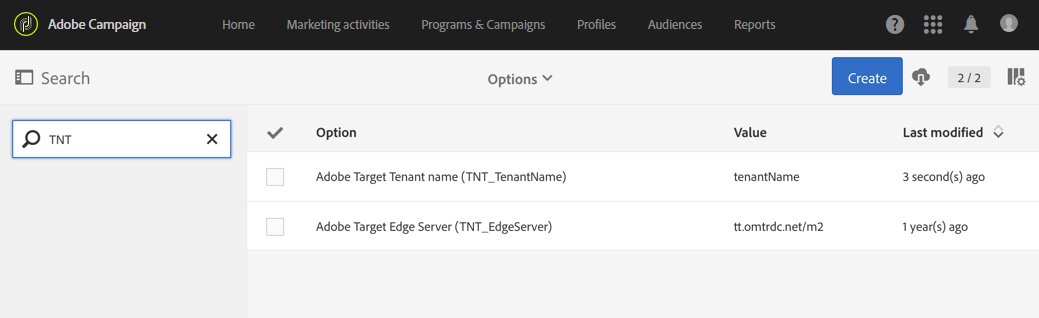 Adobe Campaign Home Marketing activities Programs & Campaigns Profiles Audiences Reports
Search Options Create 2 / 2
TNT
Option Value Last modified
Adobe Target Tenant name (TNT_TenantName) tenantName 3 second(s) ago
Adobe Target Edge Server (TNT_EdgeServer) tt.omtrdc.net/m2 1 year(s) ago